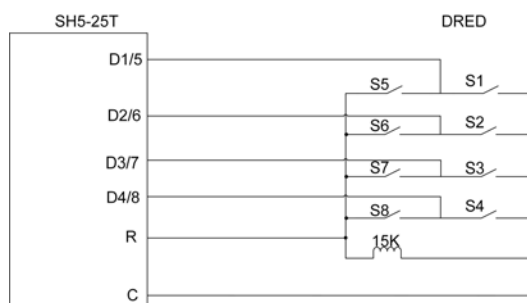 SH5-25T DRED
D1/5
S5 S1
D2/6
S6 S2
D3/7
S7 S3
D4/8
S8 S4
R
15K
C